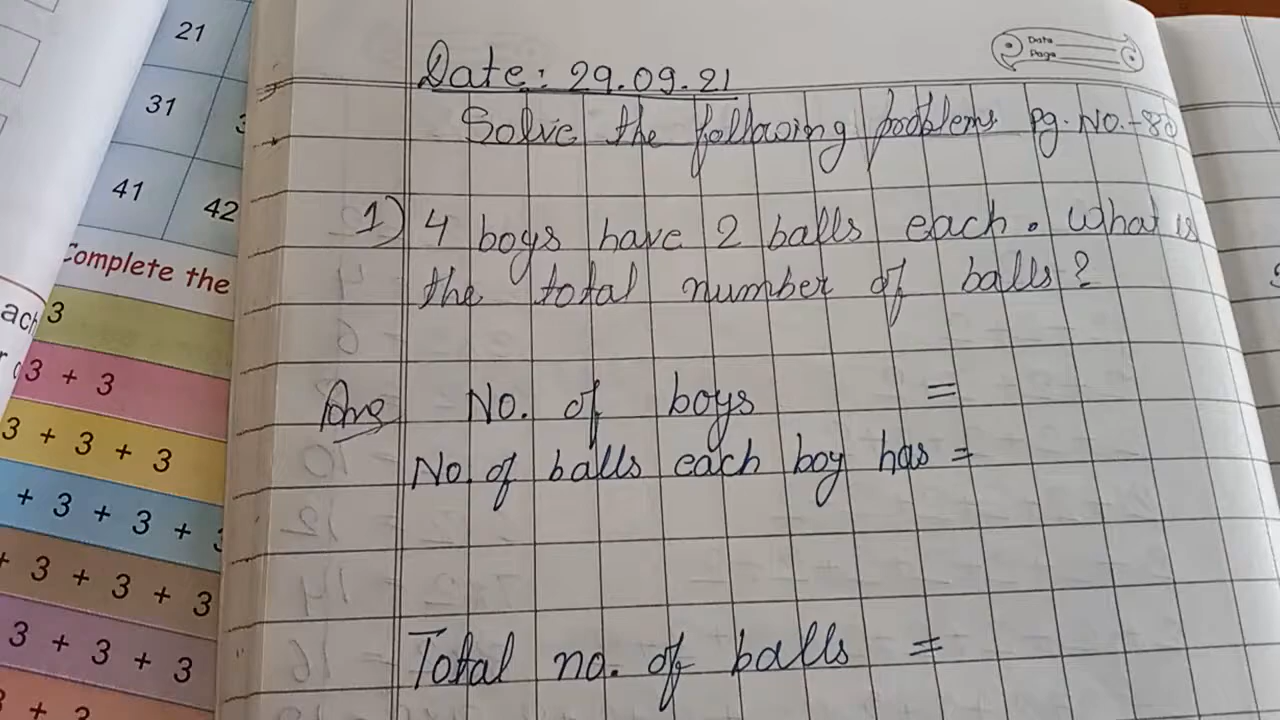 21
31
41
42
Complete the
3
3 + 3
3 + 3 + 3
+ 3 + 3 +
+ 3 + 3 + 3
3 + 3 + 3
Date
Page
Date: 29.09.21
Solve the following problems Pg. No.-80
1) 4 boys have 2 balls each. What is
the total number of balls?
Ans No. of boys =
No. of balls each boy has =
Total no. of balls =